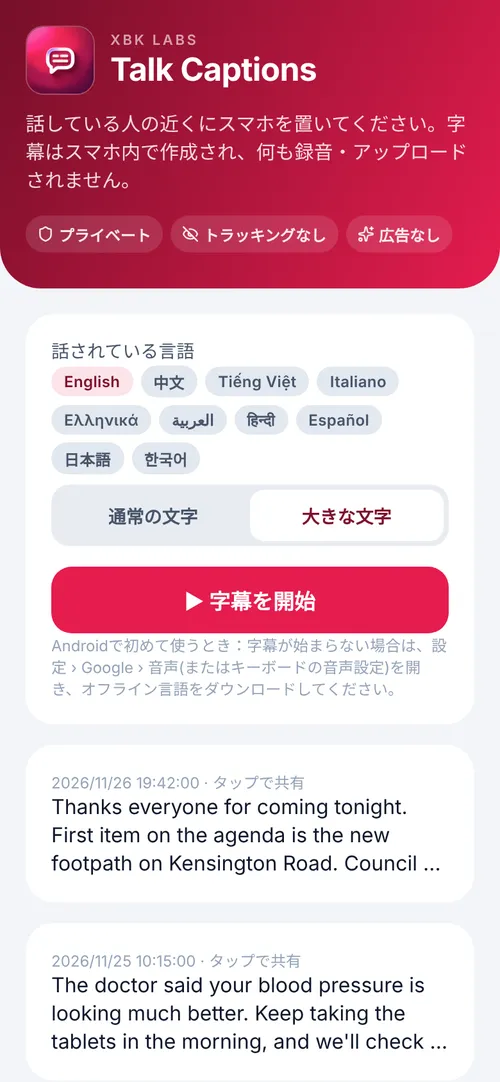 XBK LABS
Talk Captions
話している人の近くにスマホを置いてください。字
幕はスマホ内で作成され、何も録音・アップロード
されません。
プライベート
トラッキングなし
広告なし
話されている言語
English
中文
Tiếng Việt
Italiano
Ελληνικά
العربية
हिन्दी
Español
日本語
한국어
通常の文字
大きな文字
▶ 字幕を開始
Androidで初めて使うとき：字幕が始まらない場合は、設
定 › Google › 音声(またはキーボードの音声設定)を開
き、オフライン言語をダウンロードしてください。
2026/11/26 19:42:00 · タップで共有
Thanks everyone for coming tonight.
First item on the agenda is the new
footpath on Kensington Road. Council ...
2026/11/25 10:15:00 · タップで共有
The doctor said your blood pressure is
looking much better. Keep taking the
tablets in the morning, and we'll check ...